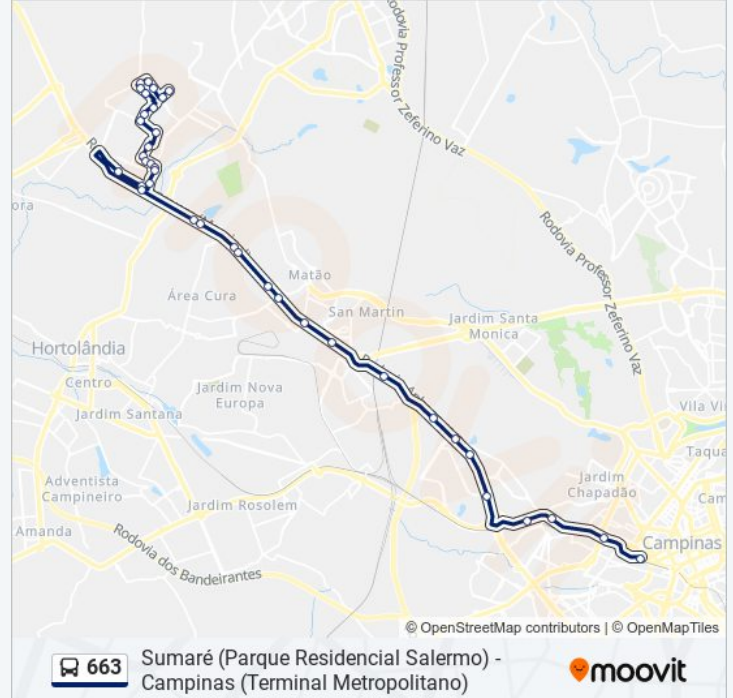 Rodovia Professor Zeferino Vaz
Rodovia Professor Zeferino Vaz
ora
Matão
Área Cura
San Martin
Jardim Santa
Monica
Hortolândia
Centro
Jardim Nova
Europa
Jardim Santana
Vila Vi
Taqua
Jardim
Chapadão
Cam
Adventista
Campineiro
Jardim Rosolem
Amanda
Rodovia dos Bandeirantes
Campinas
© OpenStreetMap contributors | © OpenMapTiles
663
Sumaré (Parque Residencial Salermo) -
Campinas (Terminal Metropolitano)
moovit